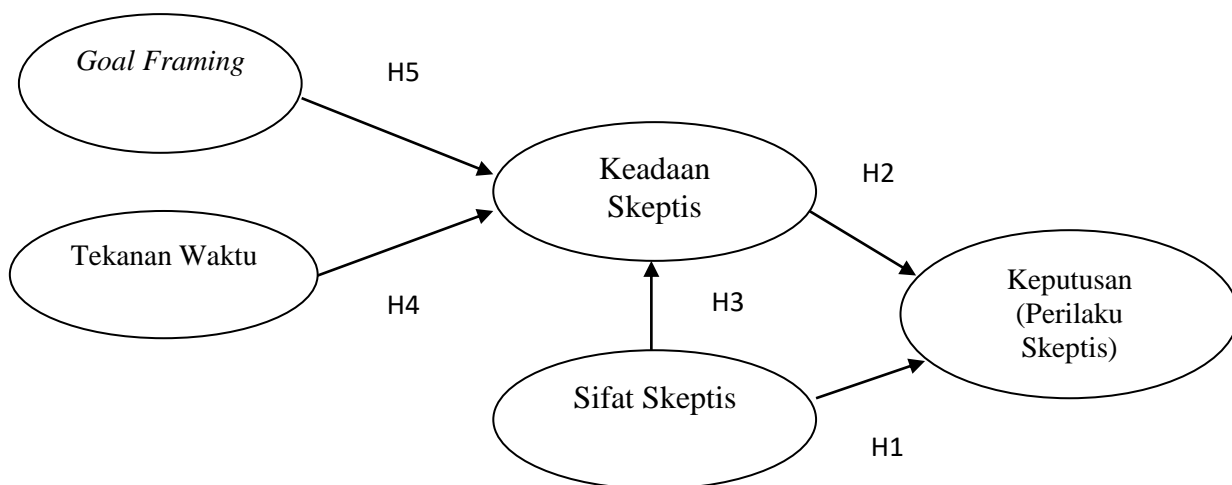 Goal Framing
H5
Keadaan
Skeptis
H2
Tekanan Waktu
H4
H3
Keputusan
(Perilaku
Skeptis)
Sifat Skeptis
H1